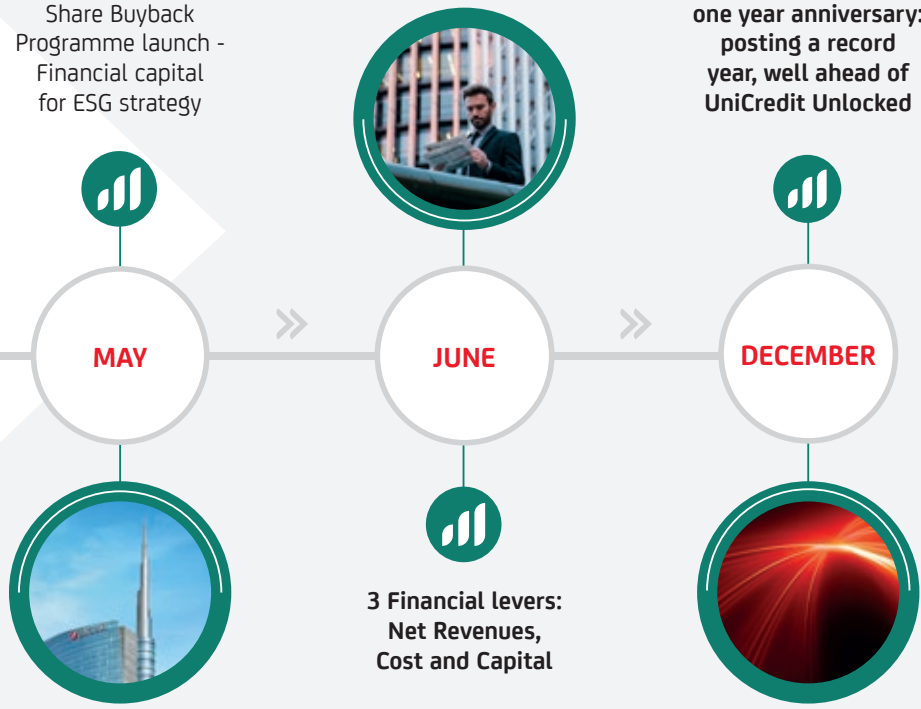 Share Buyback
Programme launch -
Financial capital
for ESG strategy
one year anniversary:
posting a record
year, well ahead of
UniCredit Unlocked
MAY
JUNE
DECEMBER
3 Financial levers:
Net Revenues,
Cost and Capital